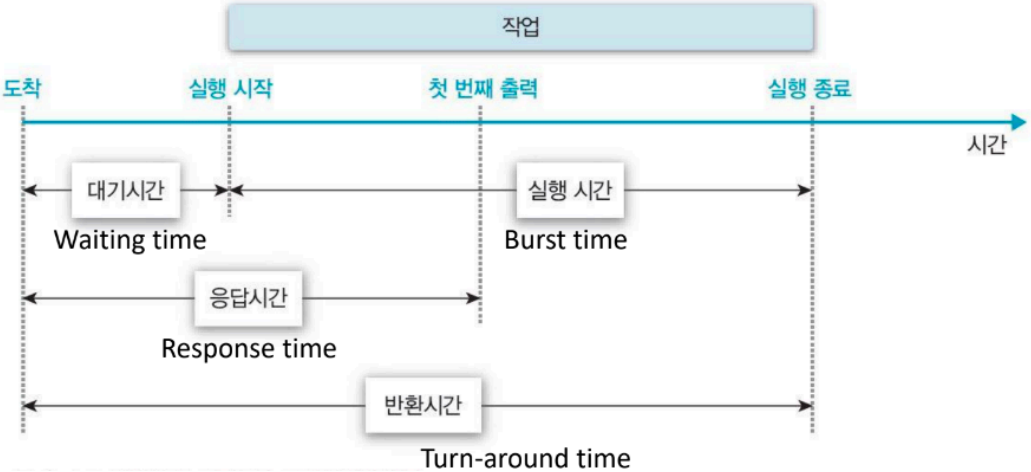 작업
도착 실행 시작 첫 번째 출력 실행 종료
시간
대기시간 실행 시간
Waiting time Burst time
응답시간
Response time
반환시간
Turn-around time